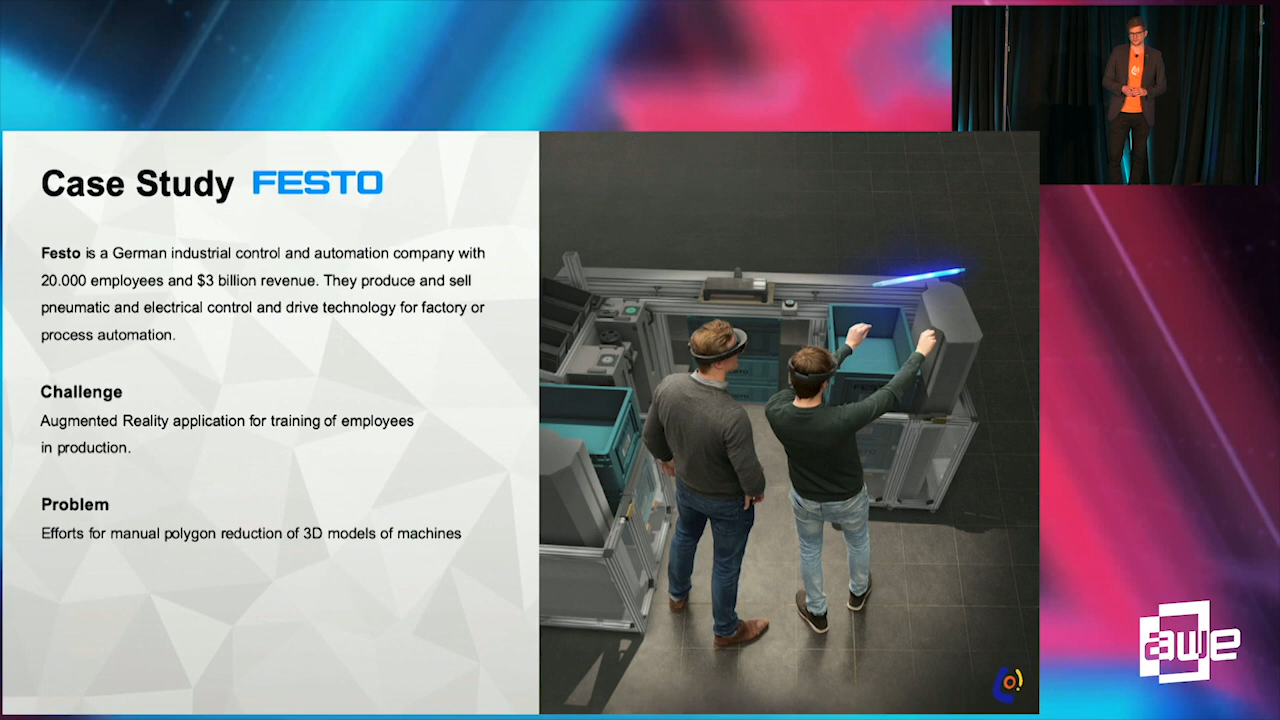 Case Study FESTO
Festo is a German industrial control and automation company with
20.000 employees and $3 billion revenue. They produce and sell
pneumatic and electrical control and drive technology for factory or
process automation.
Challenge
Augmented Reality application for training of employees
in production.
Problem
Efforts for manual polygon reduction of 3D models of machines
awe